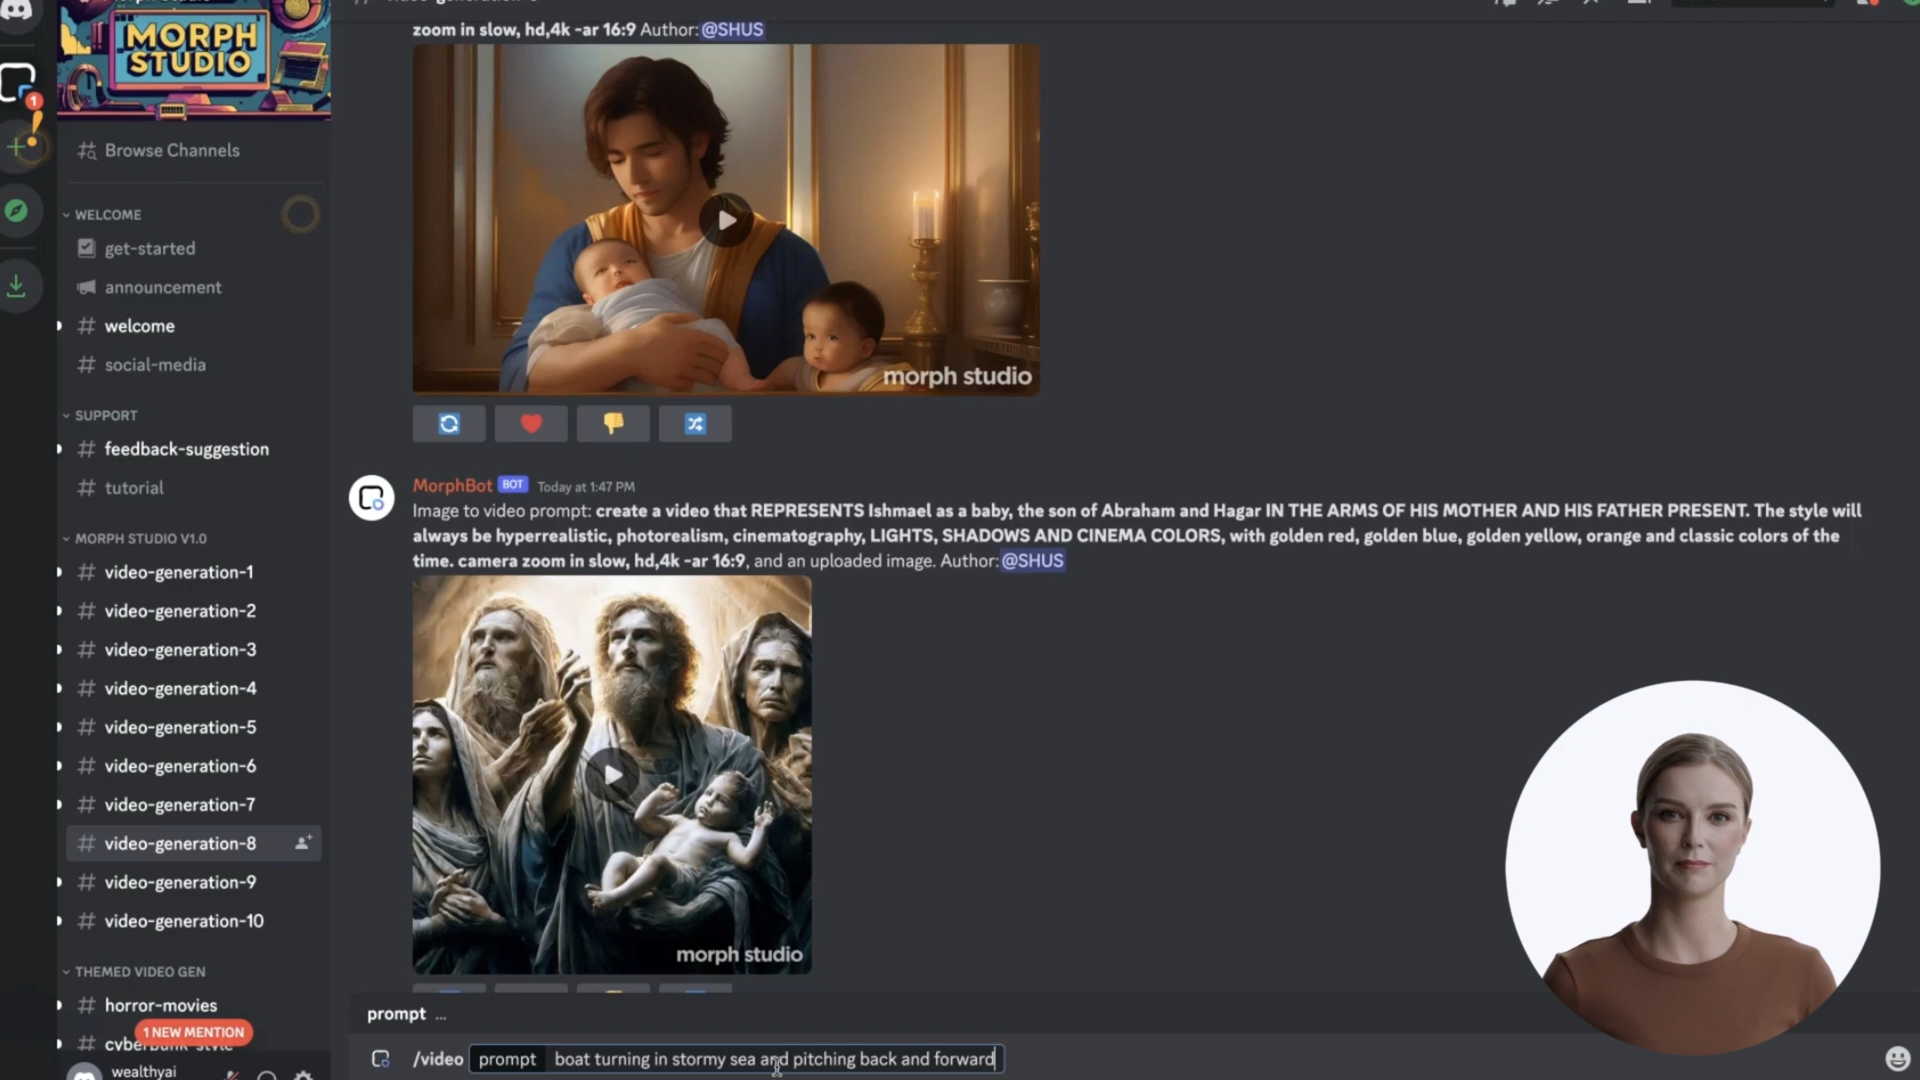 MORPH
STUDIO
Browse Channels
WELCOME
get-started
announcement
welcome
social-media
SUPPORT
feedback-suggestion
tutorial
MORPH STUDIO V1.0
video-generation-1
video-generation-2
video-generation-3
video-generation-4
video-generation-5
video-generation-6
video-generation-7
video-generation-8
video-generation-9
video-generation-10
THEMED VIDEO GEN
horror-movies
1 NEW MENTION
wealthyai
1
zoom in slow, hd,4k -ar 16:9 Author: @SHUS
morph studio
MorphBot BOT Today at 1:47 PM
Image to video prompt: create a video that REPRESENTS Ishmael as a baby, the son of Abraham and Hagar IN THE ARMS OF HIS MOTHER AND HIS FATHER PRESENT. The style will
always be hyperrealistic, photorealism, cinematography, LIGHTS, SHADOWS AND CINEMA COLORS, with golden red, golden blue, golden yellow, orange and classic colors of the
time. camera zoom in slow, hd,4k -ar 16:9, and an uploaded image. Author: @SHUS
morph studio
prompt ...
/video prompt boat turning in stormy sea and pitching back and forward